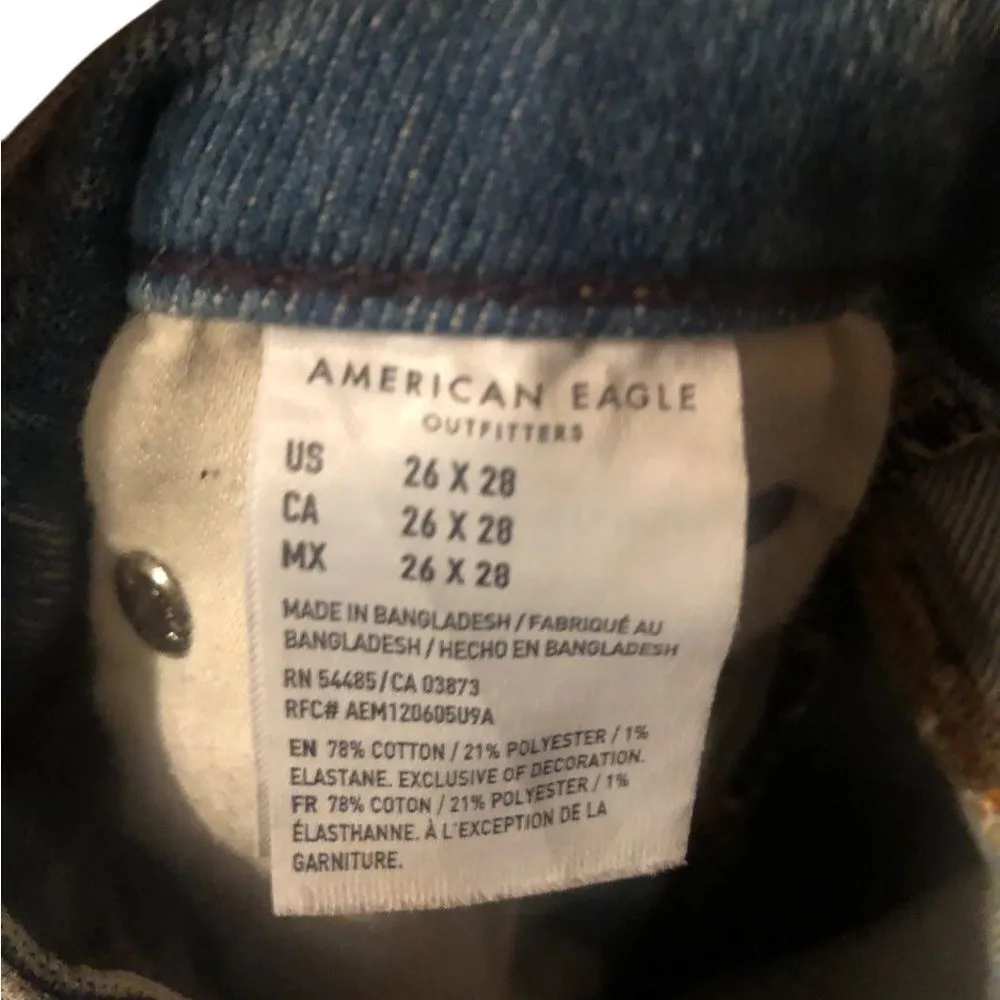 AMERICAN EAGLE
OUTFITTERS
US 26 X 28
CA 26 X 28
MX 26 X 28
MADE IN BANGLADESH / FABRIQUÉ AU
BANGLADESH / HECHO EN BANGLADESH
RN 54485 / CA 03873
RFC# AEM120605U9A
EN 78% COTTON / 21% POLYESTER / 1%
ELASTANE. EXCLUSIVE OF DECORATION.
FR 78% COTON / 21% POLYESTER / 1%
ÉLASTHANNE. À L'EXCEPTION DE LA
GARNITURE.